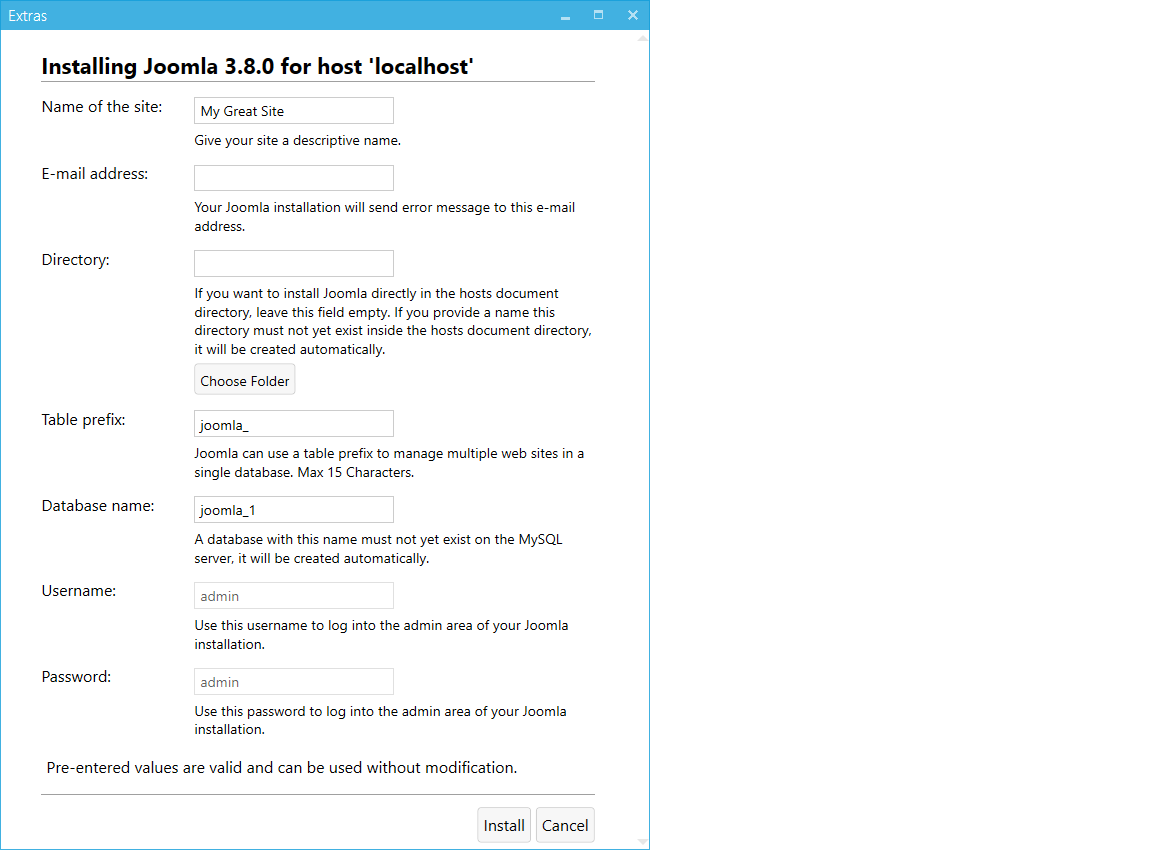 Extras
Installing Joomla 3.8.0 for host 'localhost'
Name of the site:
My Great Site
Give your site a descriptive name.
E-mail address:
Your Joomla installation will send error message to this e-mail
address.
Directory:
If you want to install Joomla directly in the hosts document
directory, leave this field empty. If you provide a name this
directory must not yet exist inside the hosts document directory,
it will be created automatically.
Choose Folder
Table prefix:
joomla_
Joomla can use a table prefix to manage multiple web sites in a
single database. Max 15 Characters.
Database name:
joomla_1
A database with this name must not yet exist on the MySQL
server, it will be created automatically.
Username:
admin
Use this username to log into the admin area of your Joomla
installation.
Password:
admin
Use this password to log into the admin area of your Joomla
installation.
Pre-entered values are valid and can be used without modification.
Install Cancel